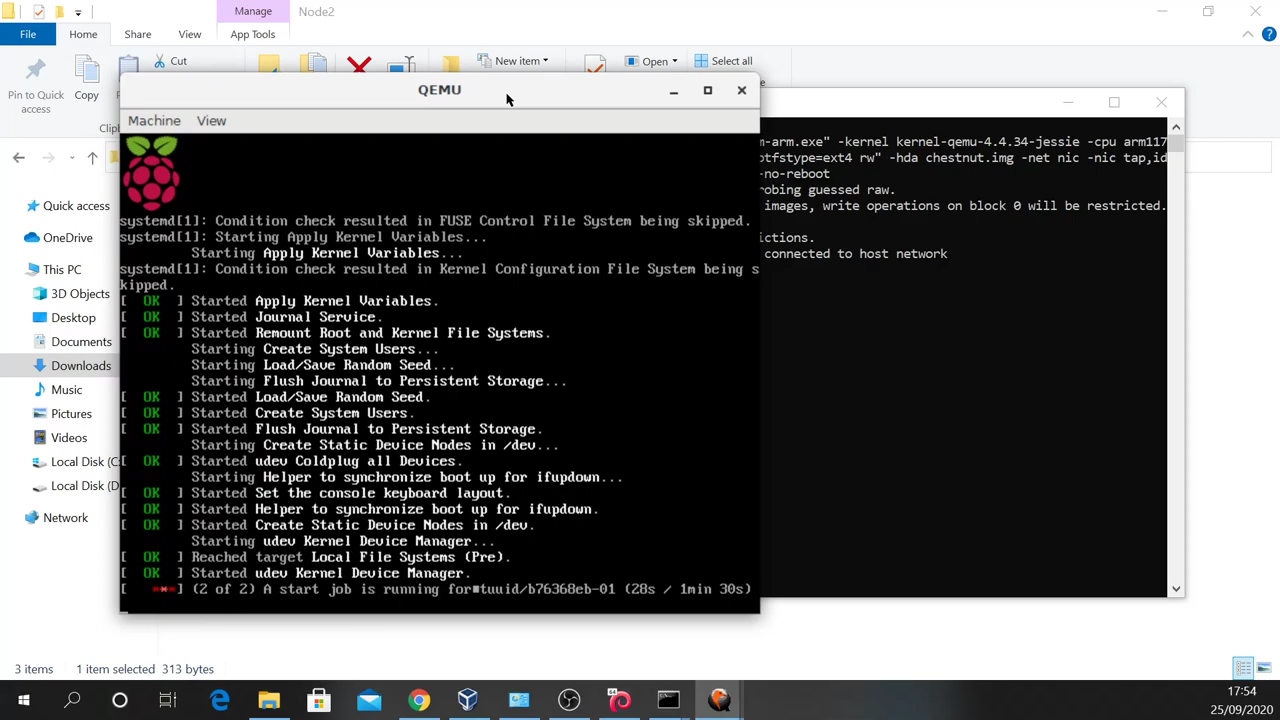 Manage
Node2
File
Home
Share
View
App Tools
Pin to Quick
access
Copy
Cut
New item
Open
Select all
Clip
QEMU
Machine
View
systemd[1]: Condition check resulted in FUSE Control File System being skipped.
systemd[1]: Starting Apply Kernel Variables...
Starting Apply Kernel Variables...
systemd[1]: Condition check resulted in Kernel Configuration File System being s
kipped.
[ OK ] Started Apply Kernel Variables.
[ OK ] Started Journal Service.
[ OK ] Started Remount Root and Kernel File Systems.
Starting Create System Users...
Starting Load/Save Random Seed...
Starting Flush Journal to Persistent Storage...
[ OK ] Started Load/Save Random Seed.
[ OK ] Started Create System Users.
[ OK ] Started Flush Journal to Persistent Storage.
Starting Create Static Device Nodes in /dev...
[ OK ] Started udev Coldplug all Devices.
Starting Helper to synchronize boot up for ifupdown...
[ OK ] Started Set the console keyboard layout.
[ OK ] Started Helper to synchronize boot up for ifupdown.
[ OK ] Started Create Static Device Nodes in /dev.
Starting udev Kernel Device Manager...
[ OK ] Reached target Local File Systems (Pre).
[ OK ] Started udev Kernel Device Manager.
[ ***] (2 of 2) A start job is running for■tuuid/b76368eb-01 (28s / 1min 30s)
m-arm.exe" -kernel kernel-qemu-4.4.34-jessie -cpu arm117
otfstype=ext4 rw" -hda chestnut.img -net nic -nic tap,id
-no-reboot
obing guessed raw.
images, write operations on block 0 will be restricted.
ictions.
connected to host network
Quick access
OneDrive
This PC
3D Objects
Desktop
Documents
Downloads
Music
Pictures
Videos
Local Disk (C
Local Disk (D
Network
3 items
1 item selected
313 bytes
64
17:54
25/09/2020